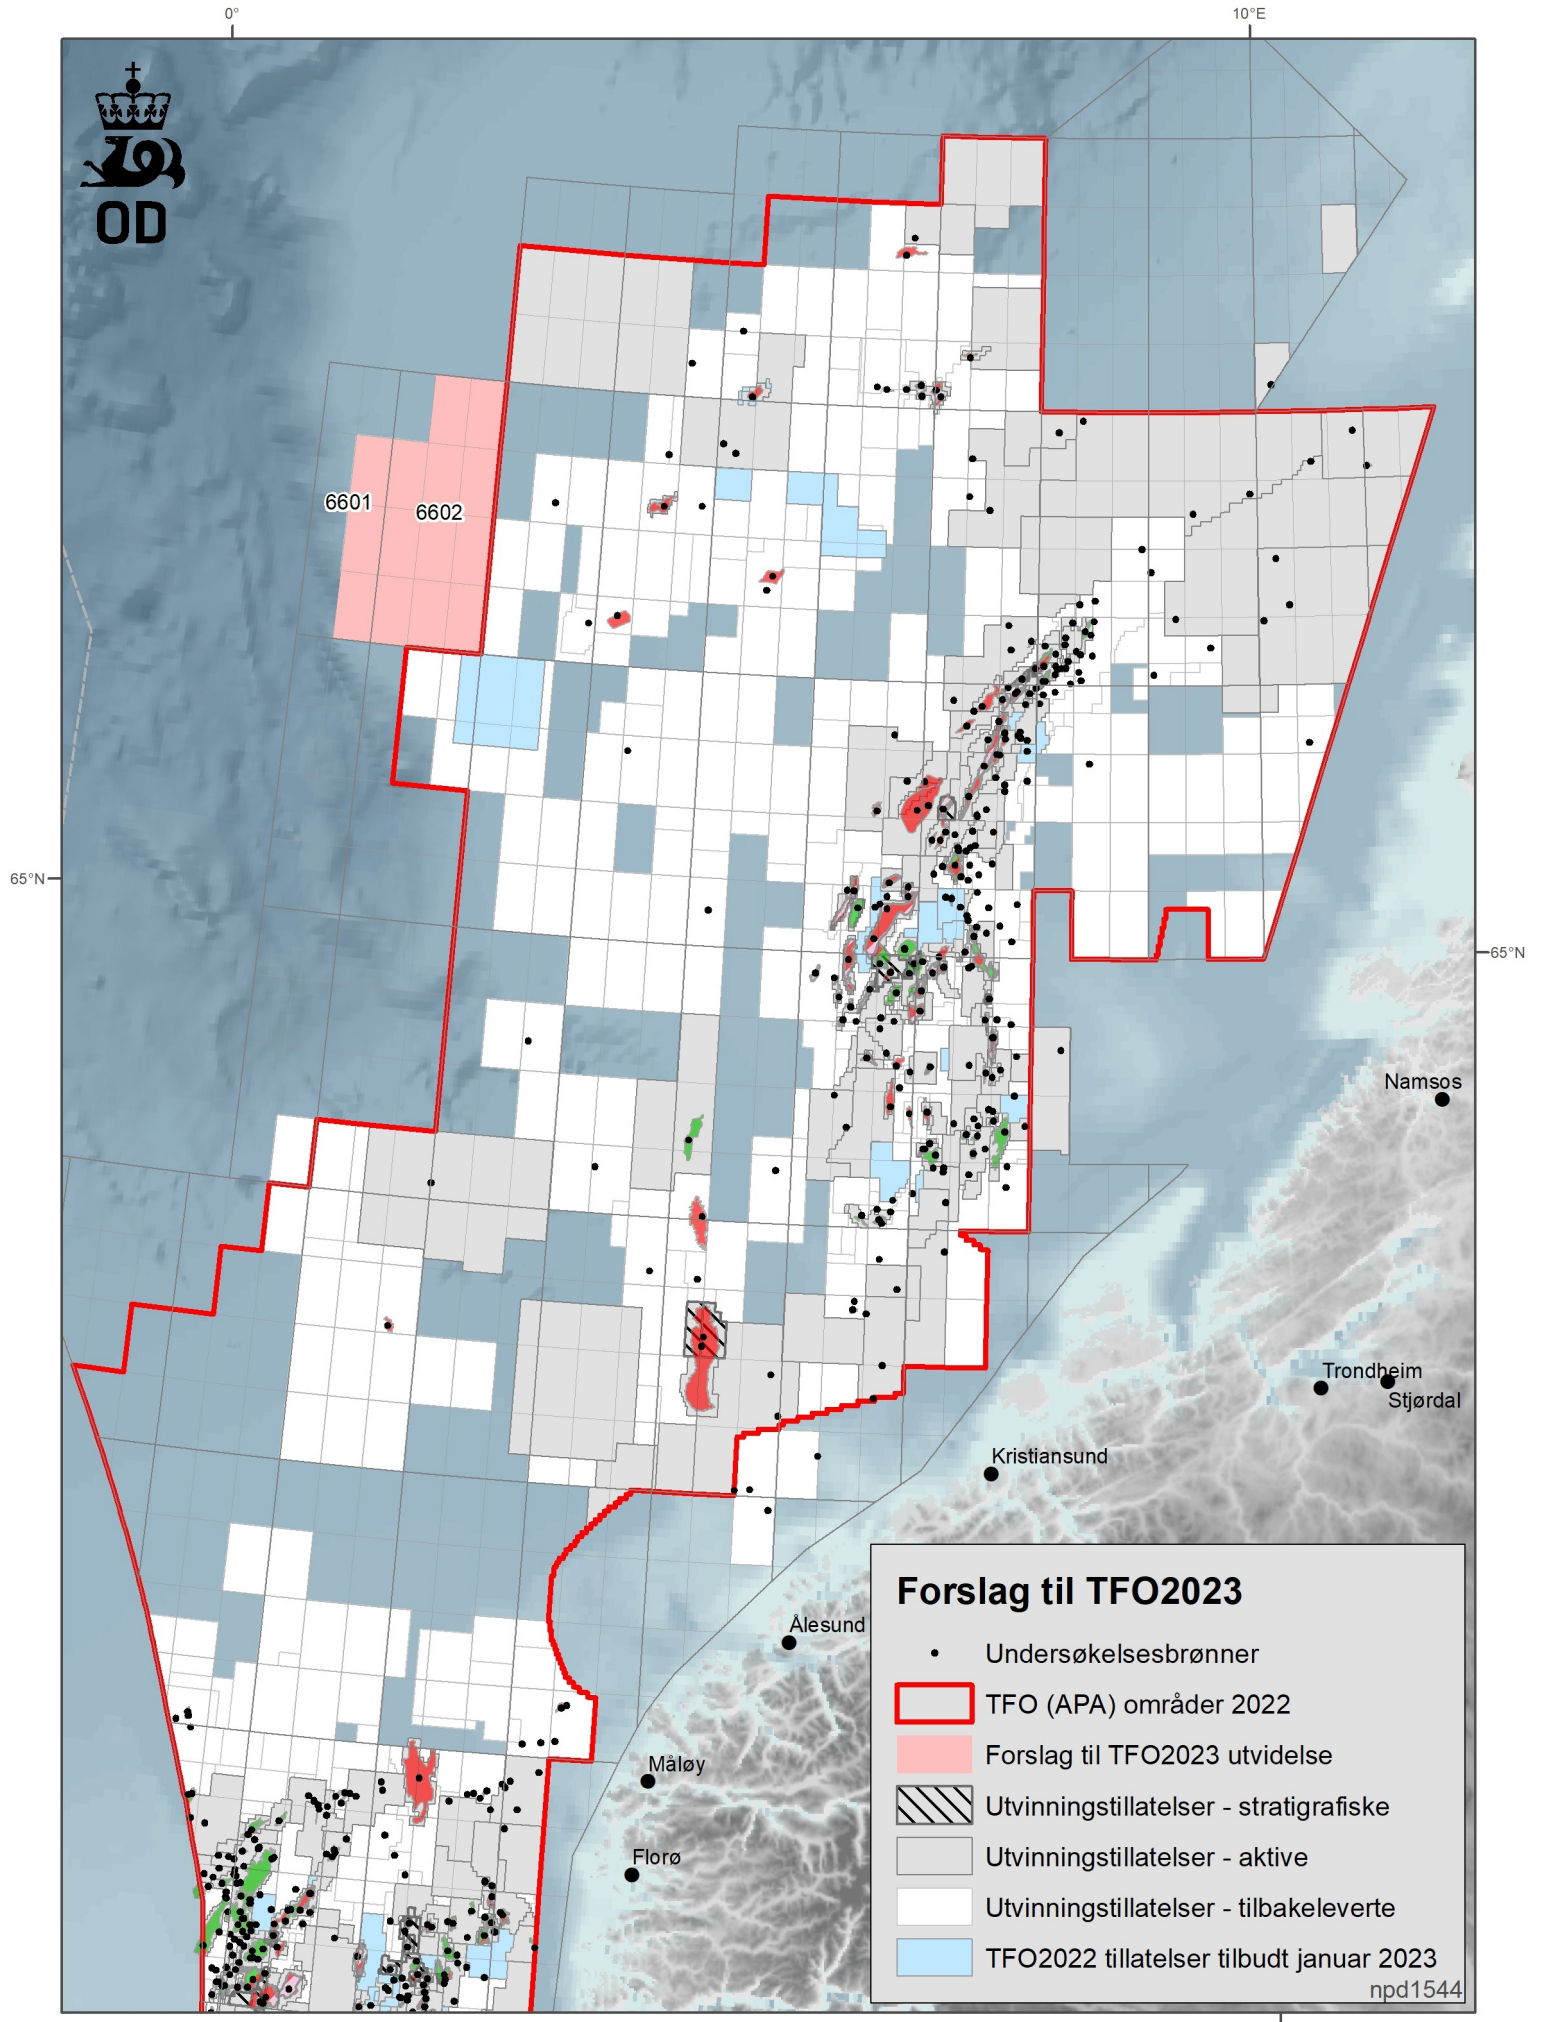 0°
10°E
OD
6601
6602
65°N
65°N
Namsos
Trondheim
Stjørdal
Kristiansund
Ålesund
Måløy
Florø
Forslag til TFO2023
Undersøkelsesbrønner
TFO (APA) områder 2022
Forslag til TFO2023 utvidelse
Utvinningstillatelser - stratigrafiske
Utvinningstillatelser - aktive
Utvinningstillatelser - tilbakeleverte
TFO2022 tillatelser tilbudt januar 2023
npd1544